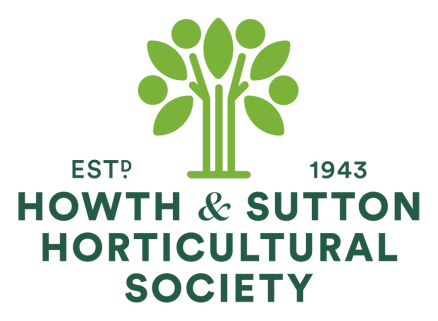 ESTD 1943
HOWTH & SUTTON
HORTICULTURAL
SOCIETY